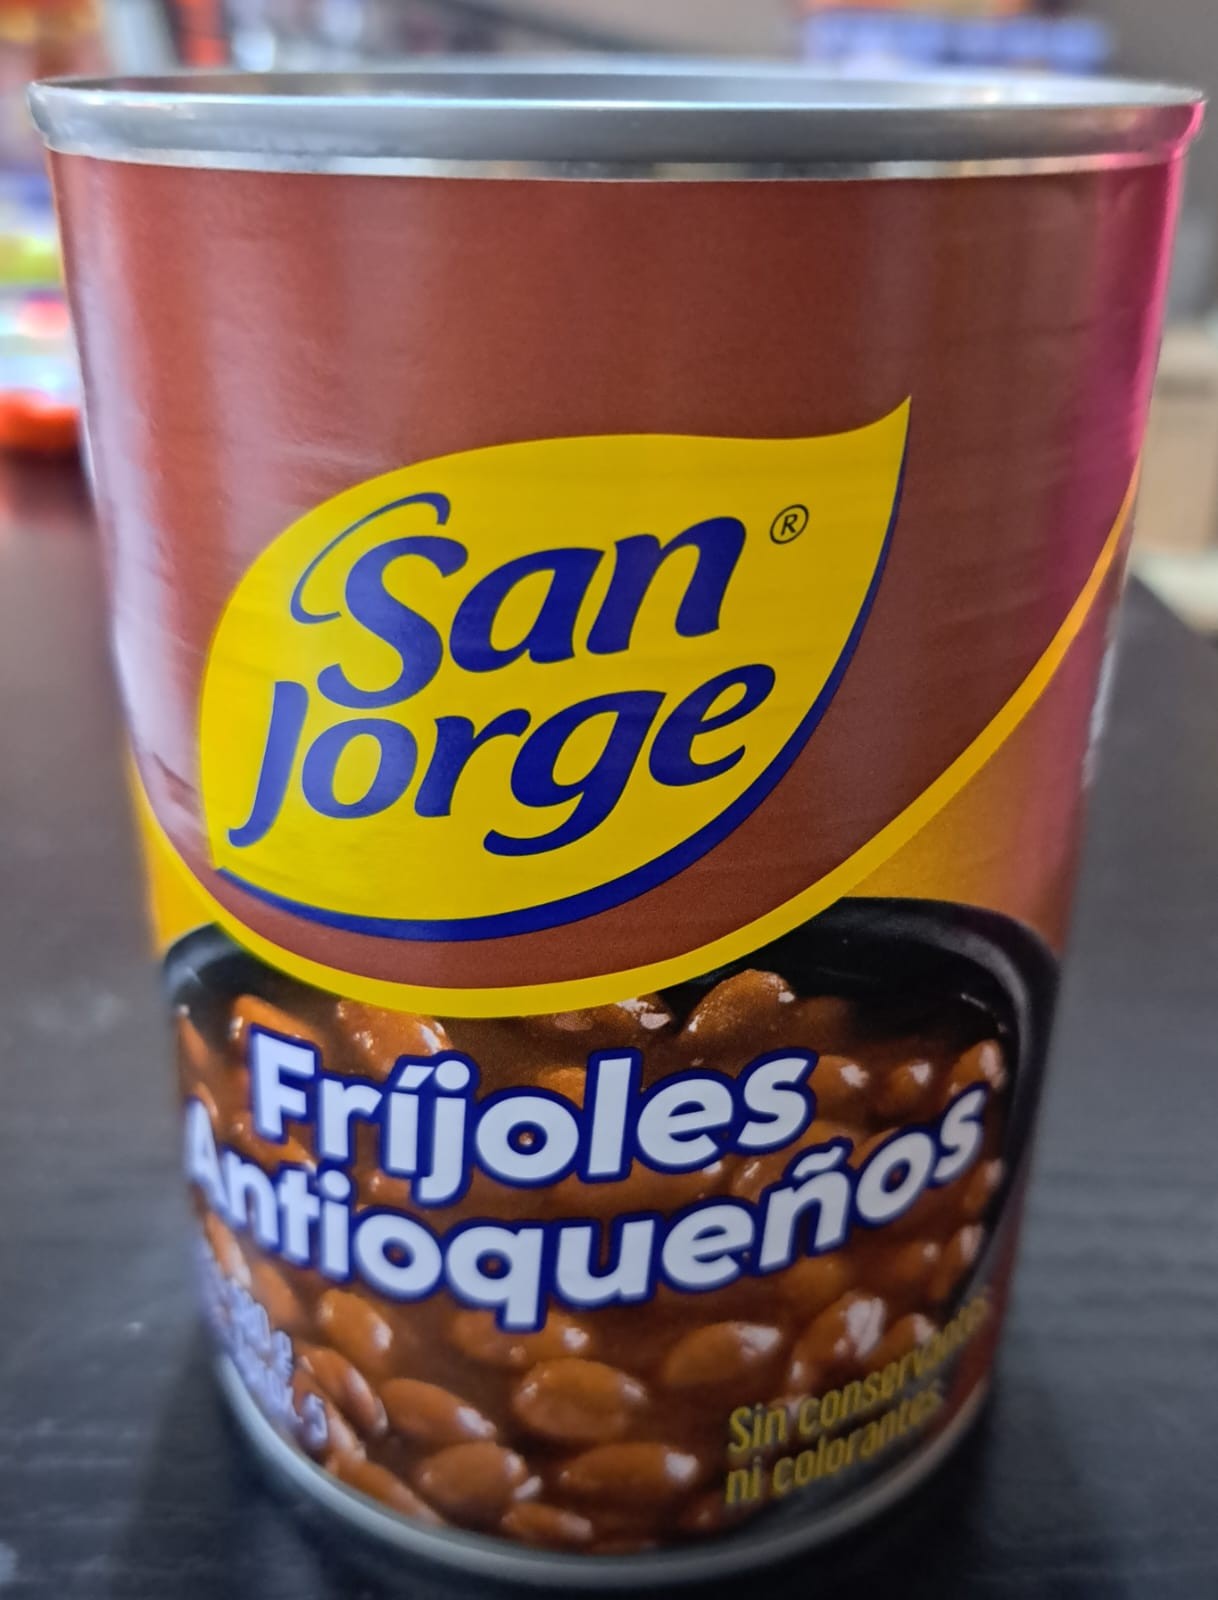 San ®
Jorge
Fríjoles
Antioqueños
Sin conservantes
ni colorantes